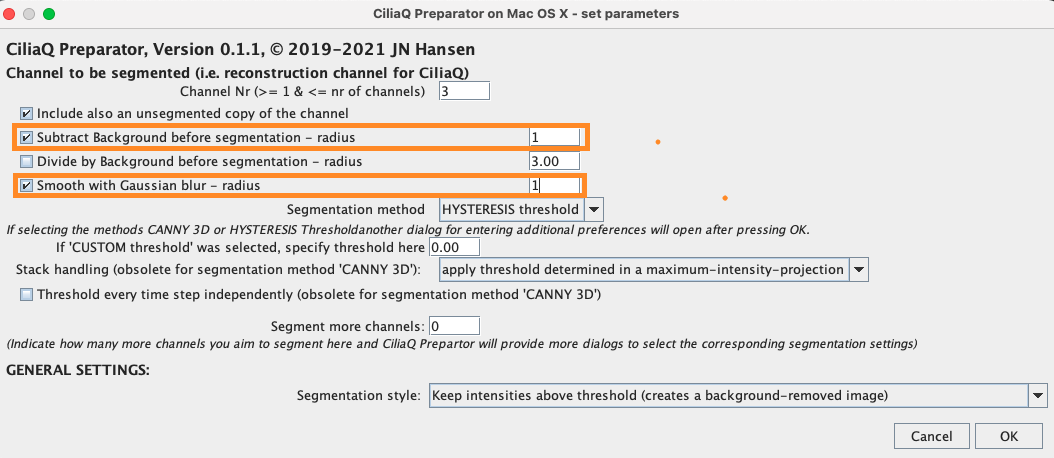 CiliaQ Preparator on Mac OS X - set parameters
CiliaQ Preparator, Version 0.1.1, © 2019-2021 JN Hansen
Channel to be segmented (i.e. reconstruction channel for CiliaQ)
Channel Nr (>= 1 & <= nr of channels) 3
Include also an unsegmented copy of the channel
Subtract Background before segmentation - radius 1
Divide by Background before segmentation - radius 3.00
Smooth with Gaussian blur - radius 1
Segmentation method HYSTERESIS threshold
If selecting the methods CANNY 3D or HYSTERESIS Thresholdanother dialog for entering additional preferences will open after pressing OK.
If 'CUSTOM threshold' was selected, specify threshold here 0.00
Stack handling (obsolete for segmentation method 'CANNY 3D'): apply threshold determined in a maximum-intensity-projection
Threshold every time step independently (obsolete for segmentation method 'CANNY 3D')
Segment more channels: 0
(Indicate how many more channels you aim to segment here and CiliaQ Prepartor will provide more dialogs to select the corresponding segmentation settings)
GENERAL SETTINGS:
Segmentation style: Keep intensities above threshold (creates a background-removed image)
Cancel OK